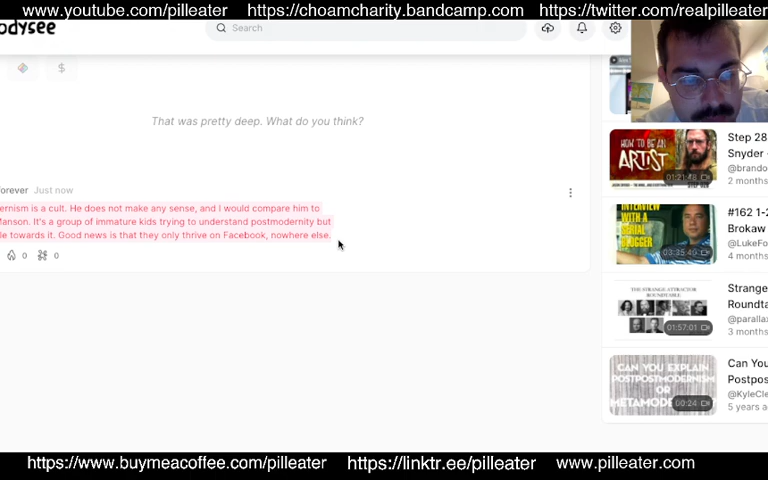 www.youtube.com/pilleater https://choamcharity.bandcamp.com https://twitter.com/realpilleater
odysee
Search
$
That was pretty deep. What do you think?
forever Just now
ernism is a cult. He does not make any sense, and I would compare him to
Manson. It's a group of immature kids trying to understand postmodernity but
le towards it. Good news is that they only thrive on Facebook, nowhere else.
0 0
HOW TO BE AN
ARTIST
01:21:48
Step 28
Snyder
@brando
2 months
INTERVIEW
WITH A
SERIAL
BLOGGER
03:35:40
#162 1-2
Brokaw
@LukeFo
4 months
THE STRANGE ATTRACTOR
ROUNDTABLE
01:57:01
Strange
Roundta
@paralla
3 months
CAN YOU EXPLAIN
POSTPOSTMODERNISM
OR
METAMODE
00:24
Can You
Postpos
@KyleCle
5 years a
https://www.buymeacoffee.com/pilleater https://linktr.ee/pilleater www.pilleater.com